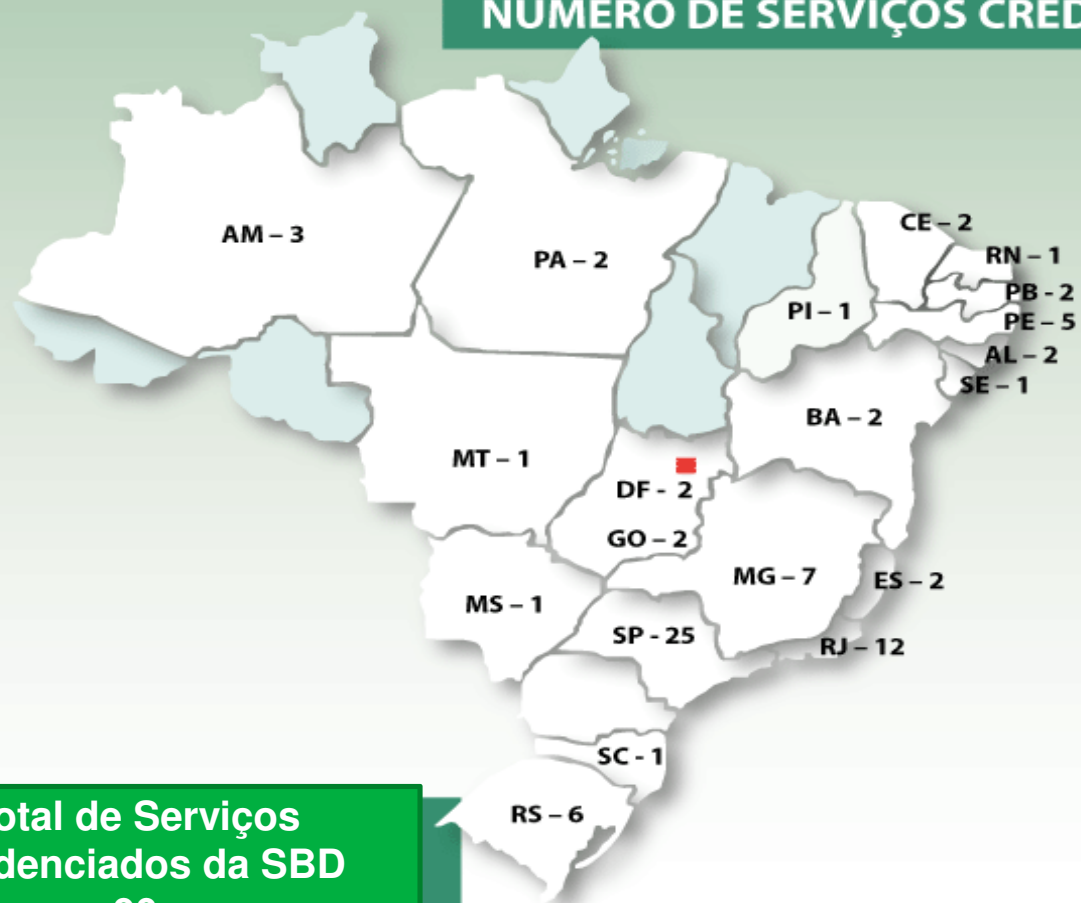 NÚMERO DE SERVIÇOS CRED
AM – 3
PA – 2
CE – 2
RN – 1
PI – 1
PB - 2
PE – 5
AL – 2
SE – 1
BA – 2
MT – 1
DF - 2
GO – 2
MG – 7
ES – 2
MS – 1
SP - 25
RJ – 12
SC - 1
RS – 6
otal de Serviços
denciados da SBD